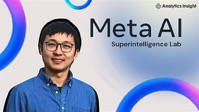 Analytics Insight
Meta AI
Superintelligence Lab